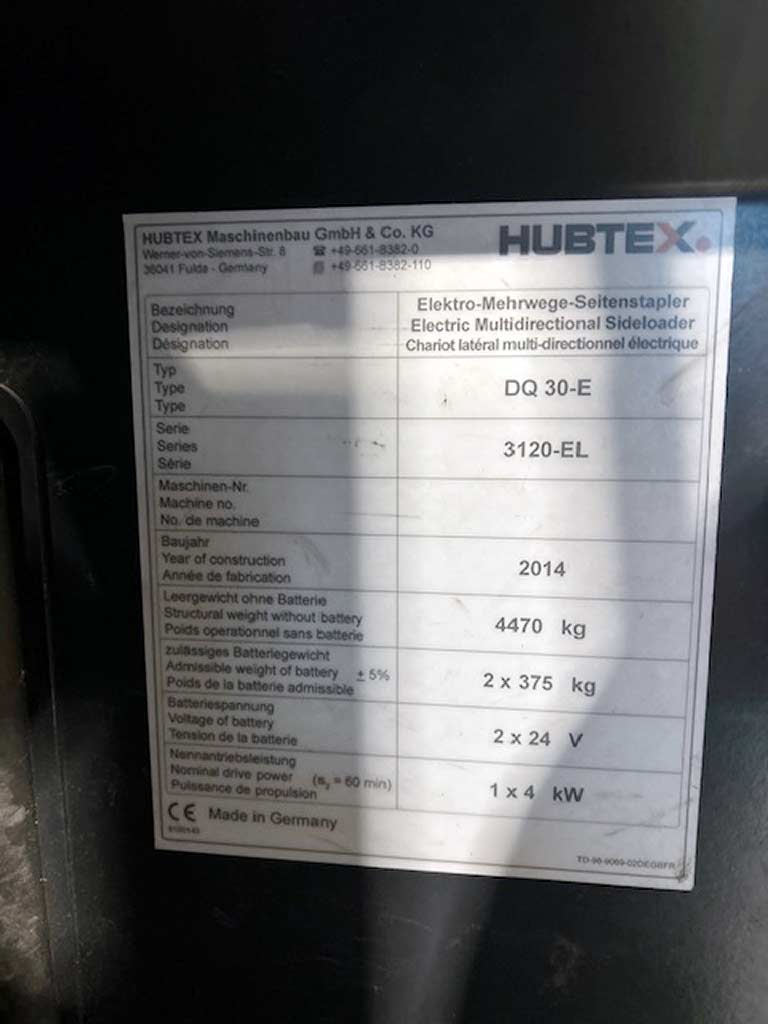 HUBTEX Maschinenbau GmbH & Co. KG
Werner-von-Siemens-Str. 8 ☎ +49-661-8382-0
36041 Fulda - Germany +49-661-8382-110
HUBTEX
Bezeichnung
Designation
Désignation
Elektro-Mehrwege-Seitenstapler
Electric Multidirectional Sideloader
Chariot latéral multi-directionnel électrique
Typ
Type
Type
DQ 30-E
Serie
Series
Série
3120-EL
Maschinen-Nr.
Machine no.
No. de machine
Baujahr
Year of construction
Année de fabrication
2014
Leergewicht ohne Batterie
Structural weight without battery
Poids operationnel sans batterie
4470 kg
zulässiges Batteriegewicht
Admissible weight of battery ± 5%
Poids de la batterie admissible
2 x 375 kg
Batteriespannung
Voltage of battery
Tension de la batterie
2 x 24 V
Nennantriebsleistung
Nominal drive power (s₂ = 60 min)
Puissance de propulsion
1 x 4 kW
CE Made in Germany
TD-98-9069-02DEGBFR